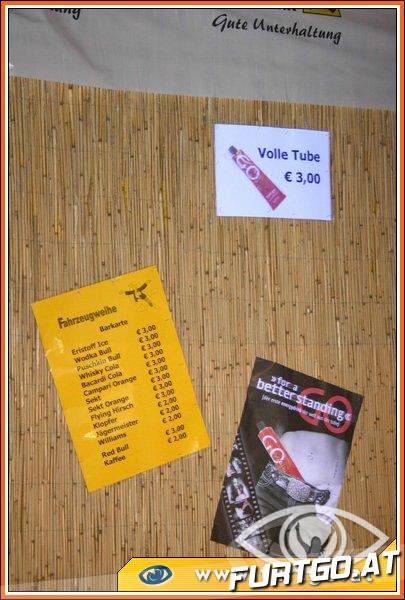 Gute Unterhaltung
Volle Tube
€ 3,00
GO
Fahrzeugweihe
Barkarte
Eristoff Ice € 3,00
Wodka Bull € 3,00
Puschkin Bull € 3,00
Whisky Cola € 3,00
Bacardi Cola € 3,00
Campari Orange € 3,00
Sekt € 3,00
Sekt Orange € 3,00
Flying Hirsch € 3,00
Klopfer € 2,00
Jägermeister € 2,00
Williams
Red Bull € 3,00
Kaffee € 2,00
»for a
better standing«
GO
GO
www.
FURTGO.AT